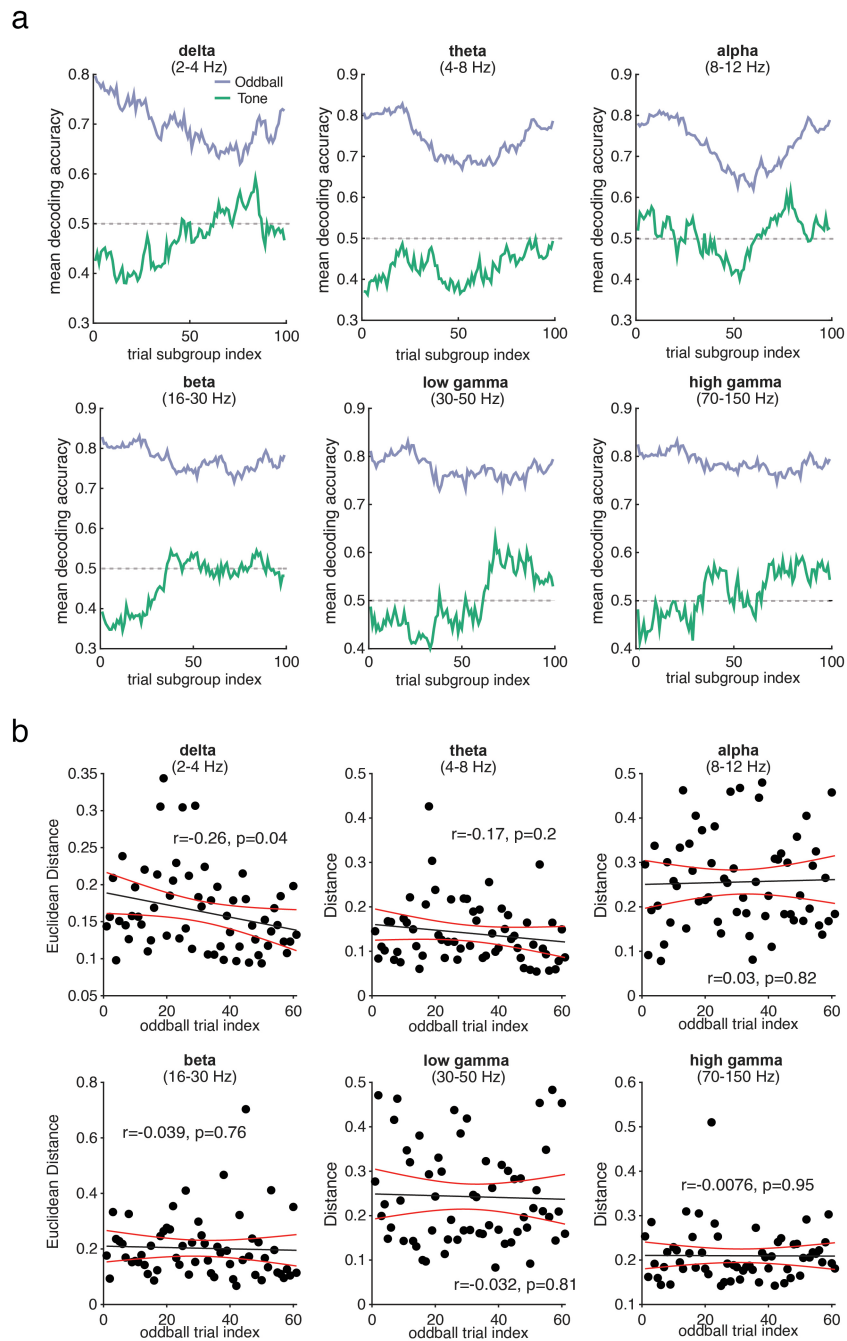 a
delta
(2-4 Hz)
Oddball
Tone
mean decoding accuracy
0.8
0.7
0.6
0.5
0.4
0.3
0
50
100
trial subgroup index
theta
(4-8 Hz)
mean decoding accuracy
0.9
0.8
0.7
0.6
0.5
0.4
0.3
0
50
100
trial subgroup index
alpha
(8-12 Hz)
mean decoding accuracy
0.9
0.8
0.7
0.6
0.5
0.4
0.3
0
50
100
trial subgroup index
beta
(16-30 Hz)
mean decoding accuracy
0.9
0.8
0.7
0.6
0.5
0.4
0.3
0
50
100
trial subgroup index
low gamma
(30-50 Hz)
mean decoding accuracy
0.9
0.8
0.7
0.6
0.5
0.4
0
50
100
trial subgroup index
high gamma
(70-150 Hz)
mean decoding accuracy
0.9
0.8
0.7
0.6
0.5
0.4
0
50
100
trial subgroup index
b
delta
(2-4 Hz)
r=-0.26, p=0.04
Euclidean Distance
0.35
0.3
0.25
0.2
0.15
0.1
0.05
0
20
40
60
oddball trial index
theta
(4-8 Hz)
r=-0.17, p=0.2
Distance
0.5
0.4
0.3
0.2
0.1
0
0
20
40
60
oddball trial index
alpha
(8-12 Hz)
r=0.03, p=0.82
Distance
0.5
0.4
0.3
0.2
0.1
0
0
20
40
60
oddball trial index
beta
(16-30 Hz)
r=-0.039, p=0.76
Euclidean Distance
0.8
0.6
0.4
0.2
0
0
20
40
60
oddball trial index
low gamma
(30-50 Hz)
r=-0.032, p=0.81
Distance
0.5
0.4
0.3
0.2
0.1
0
0
20
40
60
oddball trial index
high gamma
(70-150 Hz)
r=-0.0076, p=0.95
Distance
0.6
0.5
0.4
0.3
0.2
0.1
0
20
40
60
oddball trial index